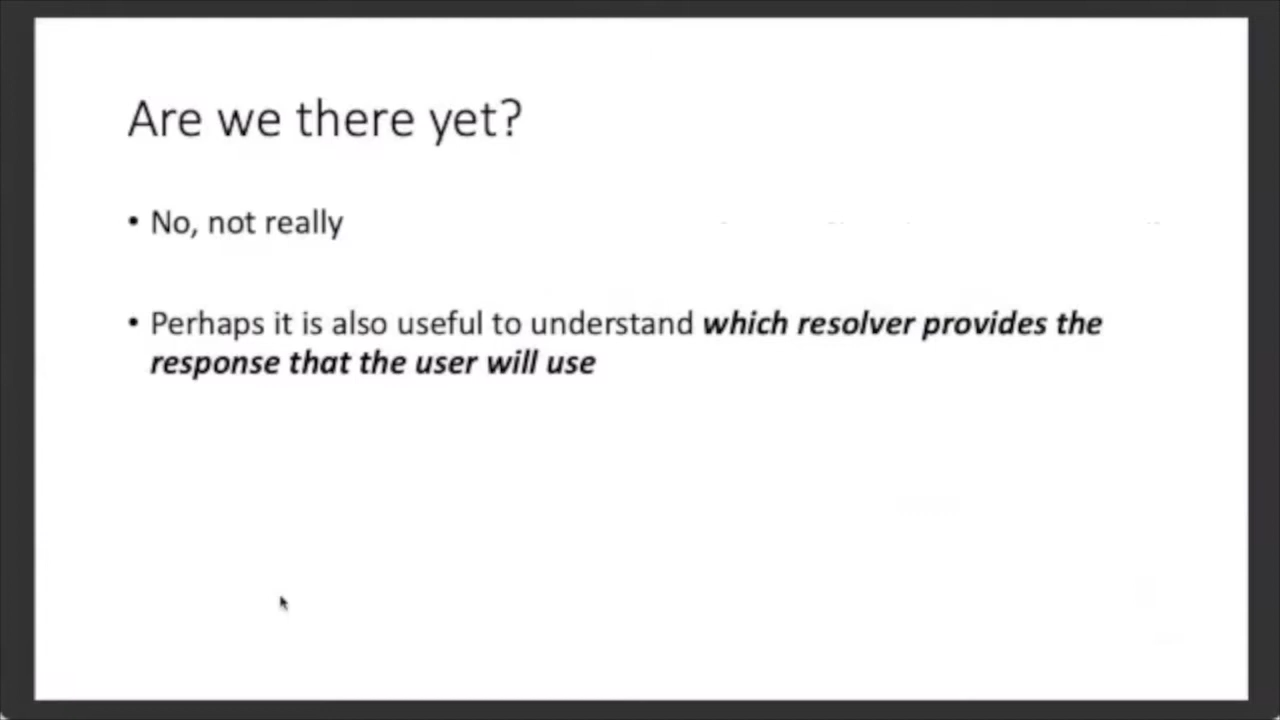 Are we there yet?
• No, not really
• Perhaps it is also useful to understand which resolver provides the
response that the user will use